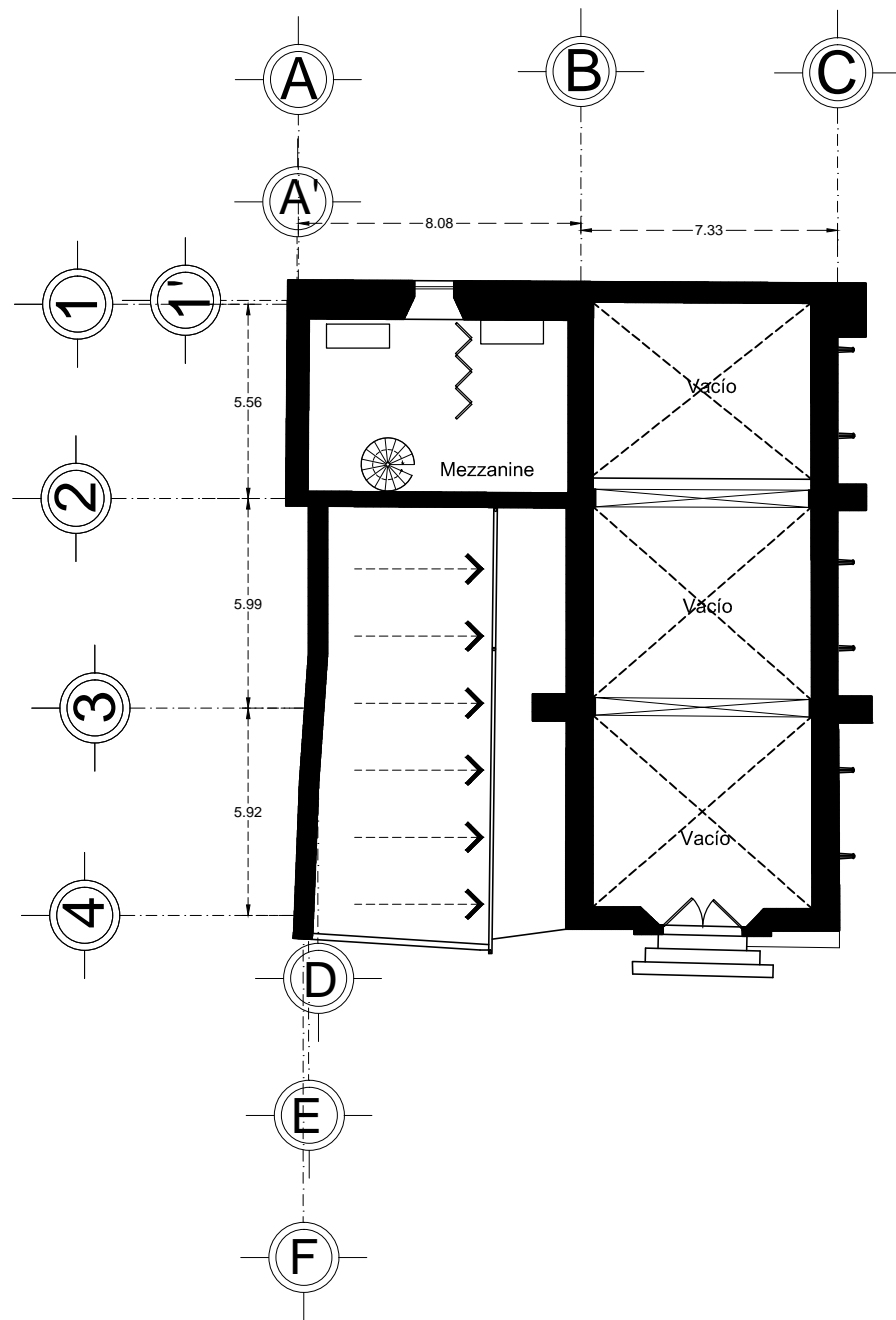 A
B
C
A'
8.08
7.33
1
1'
5.56
Vacío
Mezzanine
2
5.99
Vacío
3
5.92
Vacío
4
D
E
F